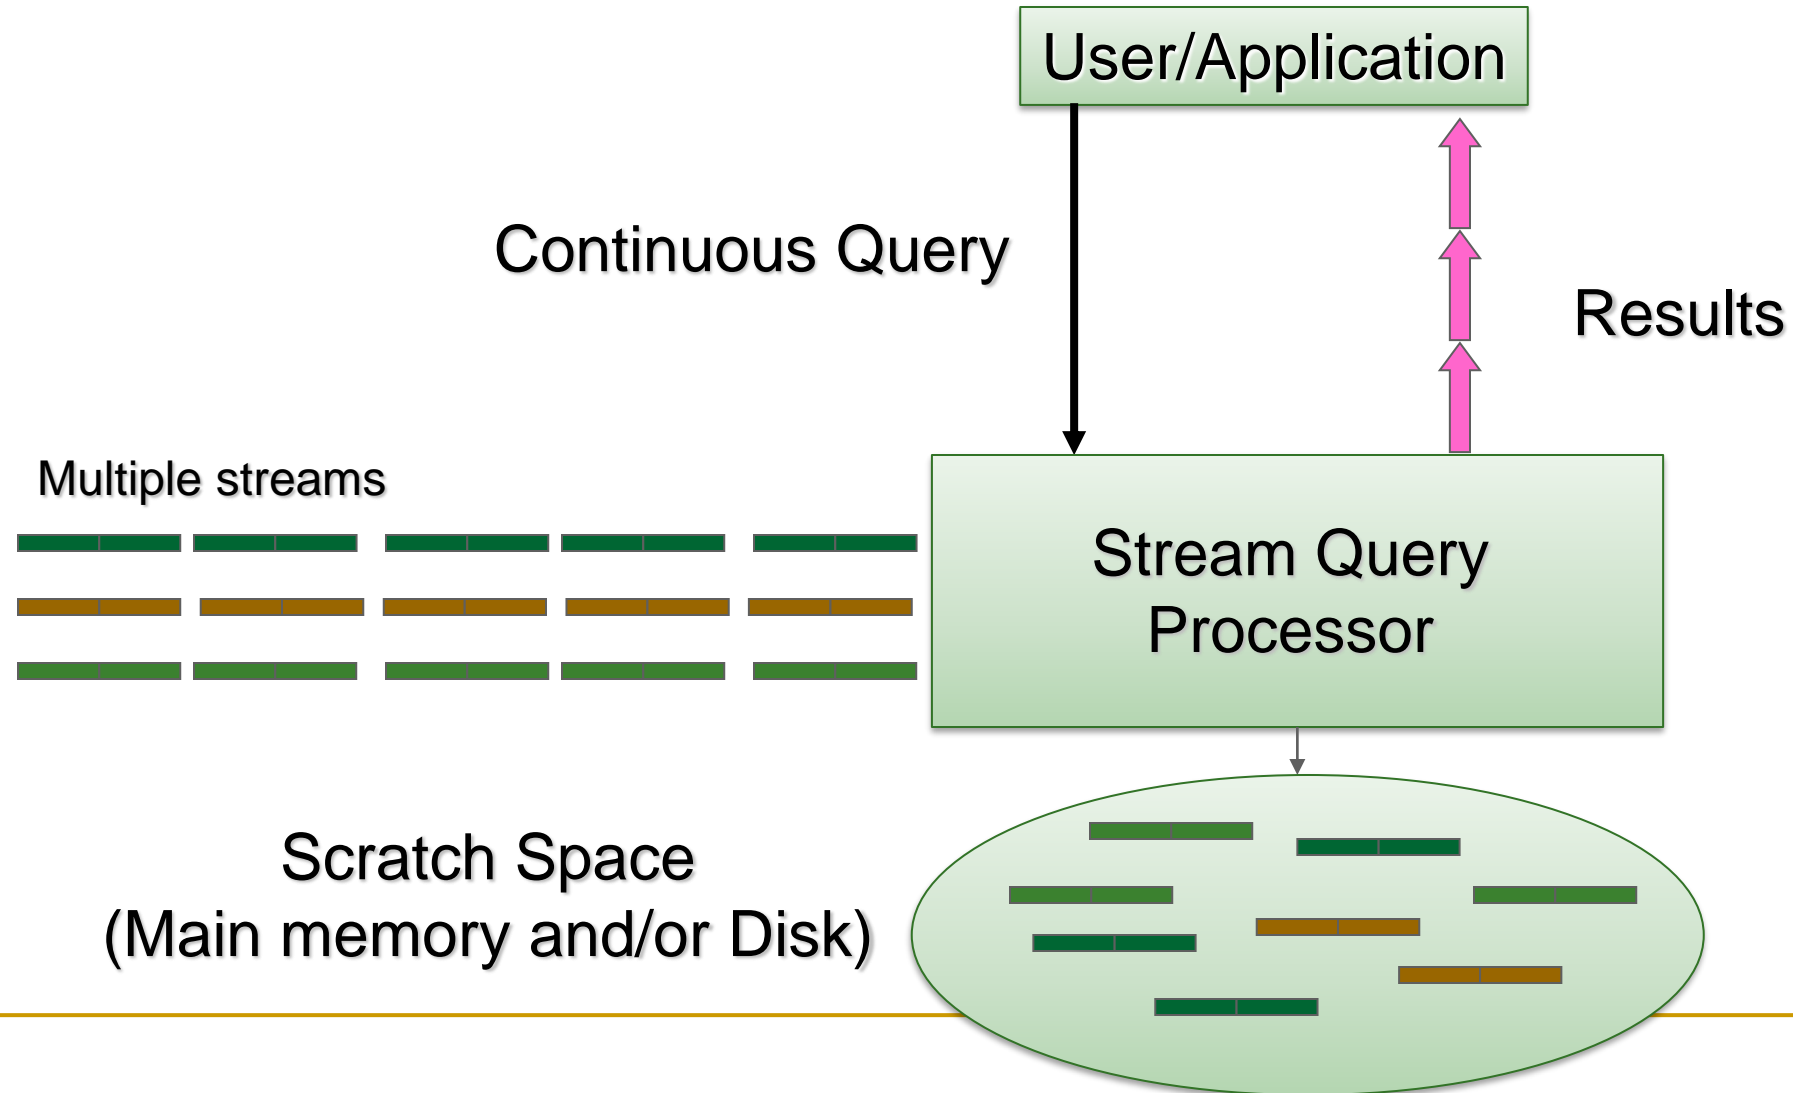 User/Application
Continuous Query
Results
Multiple streams
Stream Query
Processor
Scratch Space
(Main memory and/or Disk)